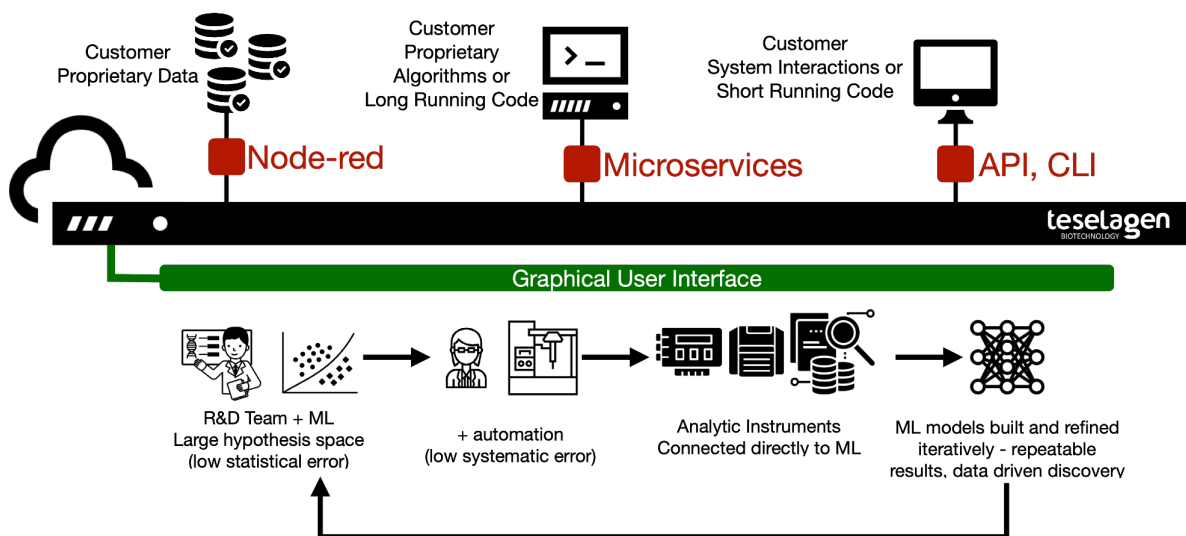 Customer
Proprietary Data
Customer
Proprietary
Algorithms or
Long Running Code
Customer
System Interactions or
Short Running Code
Node-red
Microservices
API, CLI
teselagen
BIOTECHNOLOGY
Graphical User Interface
R&D Team + ML
Large hypothesis space
(low statistical error)
+ automation
(low systematic error)
Analytic Instruments
Connected directly to ML
ML models built and refined
iteratively - repeatable
results, data driven discovery